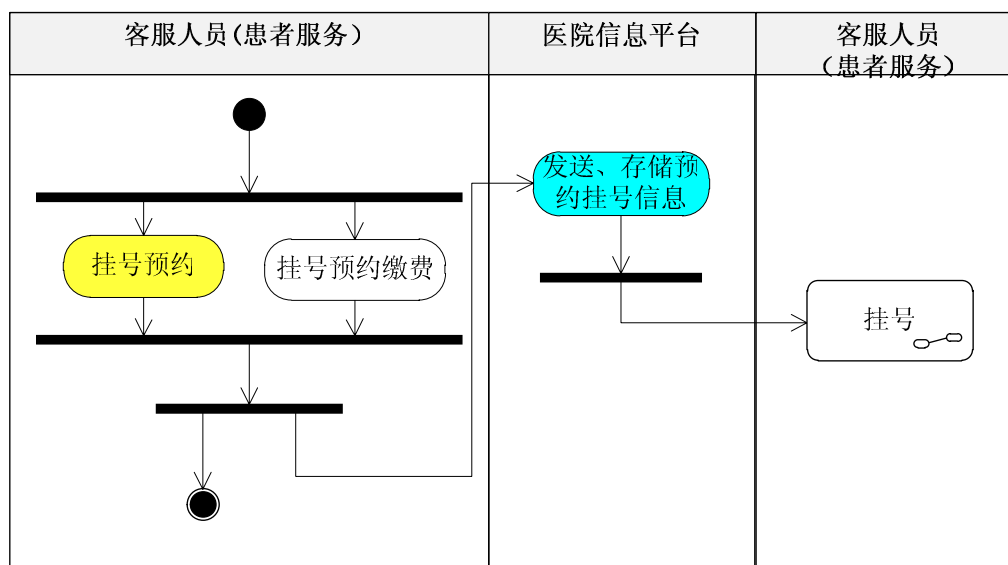 客服人员(患者服务)
医院信息平台
客服人员
(患者服务)
发送、存储预
约挂号信息
挂号预约
挂号预约缴费
挂号